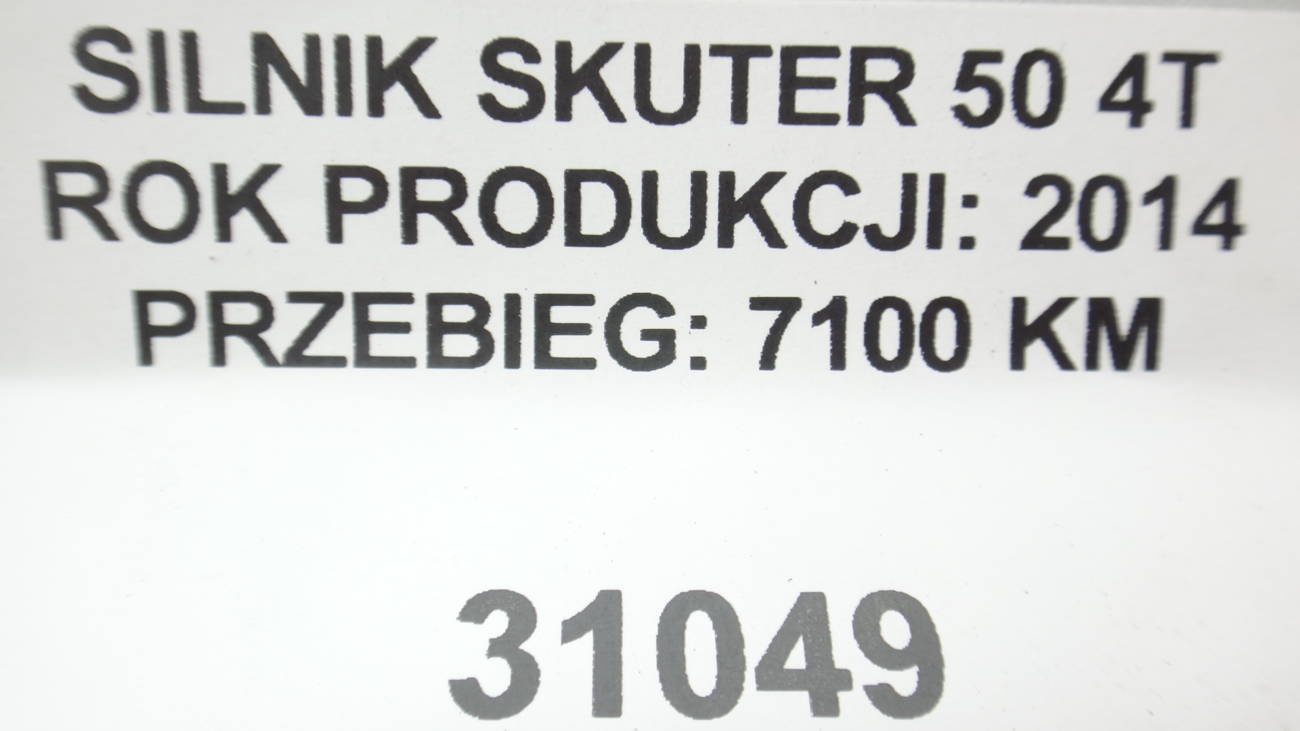 SILNIK SKUTER 50 4T
ROK PRODUKCJI: 2014
PRZEBIEG: 7100 KM
31049